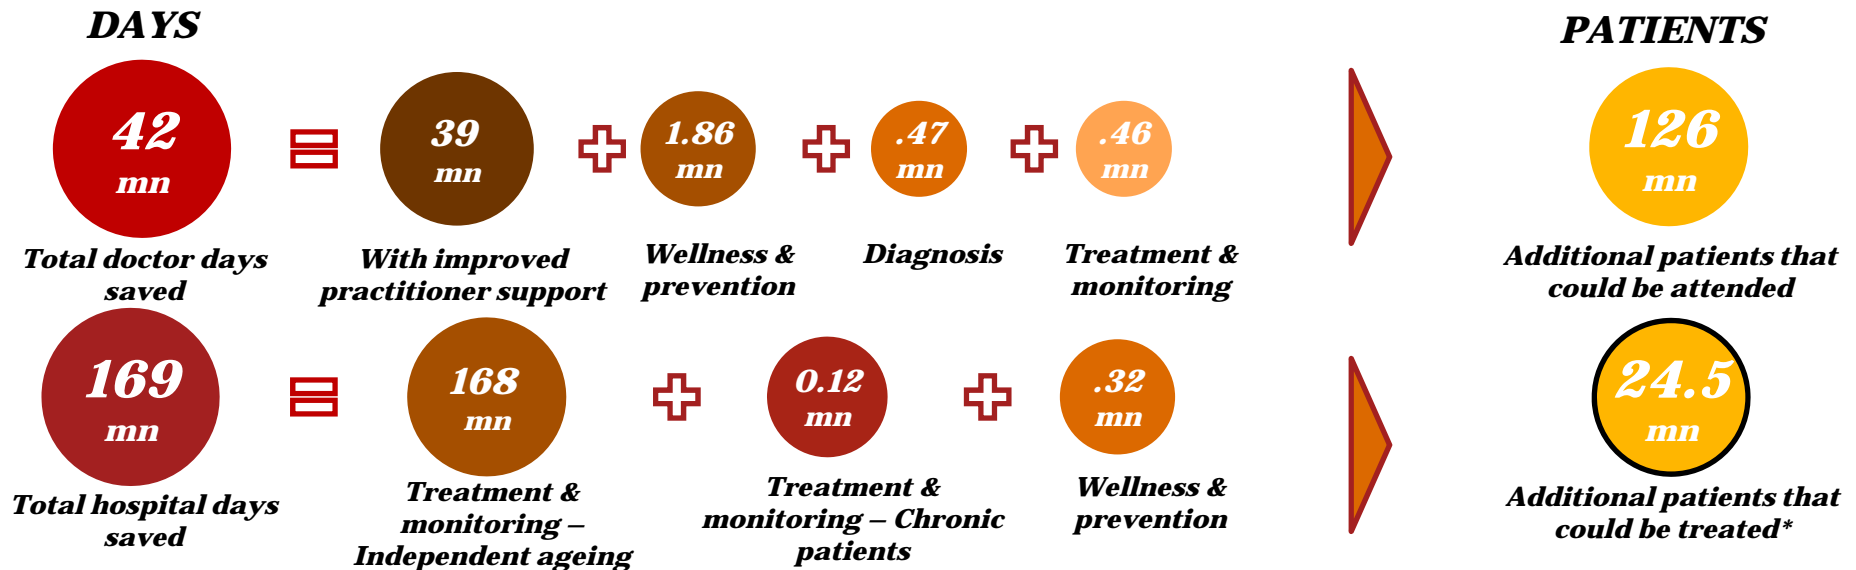 DAYS
PATIENTS
42
mn
39
mn
1.86
mn
.47
mn
.46
mn
126
mn
Total doctor days
saved
With improved
practitioner support
Wellness &
prevention
Diagnosis
Treatment &
monitoring
Additional patients that
could be attended
169
mn
168
mn
0.12
mn
.32
mn
24.5
mn
Total hospital days
saved
Treatment &
monitoring –
Independent ageing
Treatment &
monitoring – Chronic
patients
Wellness &
prevention
Additional patients that
could be treated*